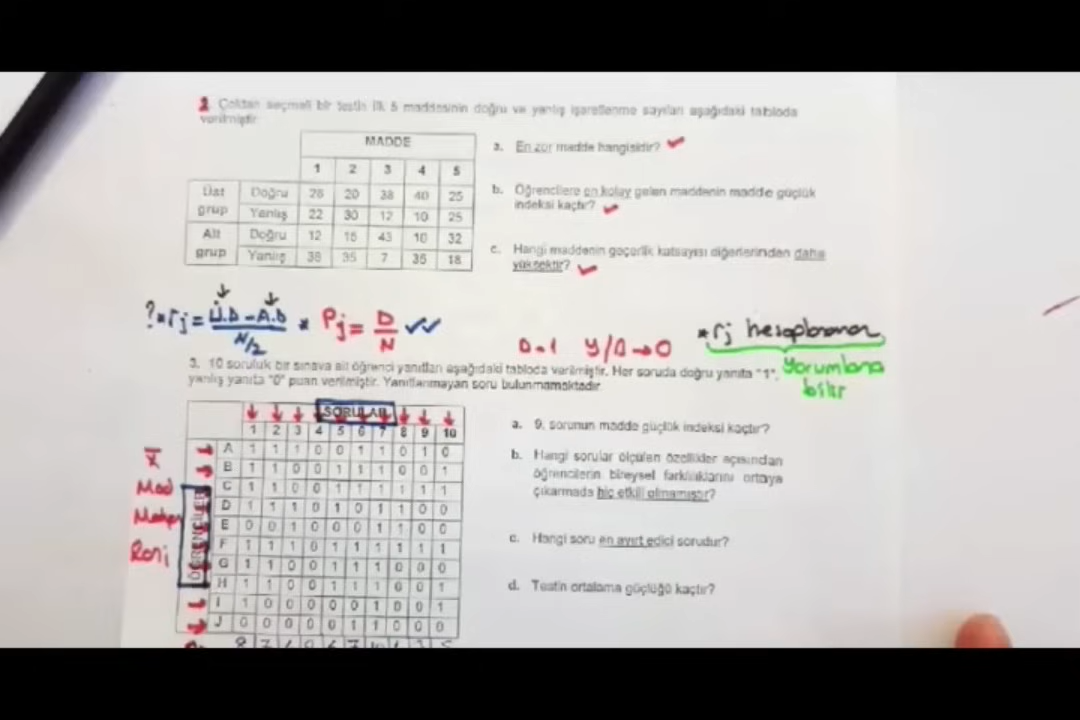 2. Çoktan seçmeli bir testin ilk 5 maddesinin doğru ve yanlış işaretlenme sayıları aşağıdaki tabloda
verilmiştir
MADDE
1 2 3 4 5
Üst grup Doğru 28 20 38 40 25
Yanlış 22 30 12 10 25
Alt grup Doğru 12 15 43 32
Yanlış 38 35 7 35 18
a. En zor madde hangisidir?
b. Öğrencilere en kolay gelen maddenin madde güçlük
indeksi kaçtır?
c. Hangi maddenin geçerlik katsayısı diğerlerinden daha
yüksektir?
?* rj = Ü.D - A.D / N/2 * Pj = D / N
D → 1 Y/B → 0
* rj hesaplanamaz
yorumlana
bilir
3. 10 soruluk bir sınava ait öğrenci yanıtları aşağıdaki tabloda verilmiştir. Her soruda doğru yanıta "1",
yanlış yanıta "0" puan verilmiştir. Yanıtlanmayan soru bulunmamaktadır
SORULAR
1 2 3 4 5 6 7 8 9 10
ÖĞRENCİLER
A 1 1 1 0 0 1 1 0 1 0
B 1 1 0 0 1 1 1 0 0 1
C 1 1 0 0 1 1 1 1 1 1
D 1 1 1 0 1 0 1 1 0 0
E 0 0 1 0 0 0 1 1 0 0
F 1 1 1 0 1 1 1 1 1 1
G 1 1 0 0 1 1 1 0 0 0
H 1 1 0 0 1 1 1 0 0 1
I 1 0 0 0 0 0 1 0 0 1
J 0 0 0 0 0 1 1 0 0 0
X̄
Mod
Ranj
a. 9. sorunun madde güçlük indeksi kaçtır?
b. Hangi sorular ölçülen özellikler açısından
öğrencilerin bireysel farklılıklarını ortaya
çıkarmada hiç etkili olmamıştır?
c. Hangi soru en ayırt edici sorudur?
d. Testin ortalama güçlüğü kaçtır?